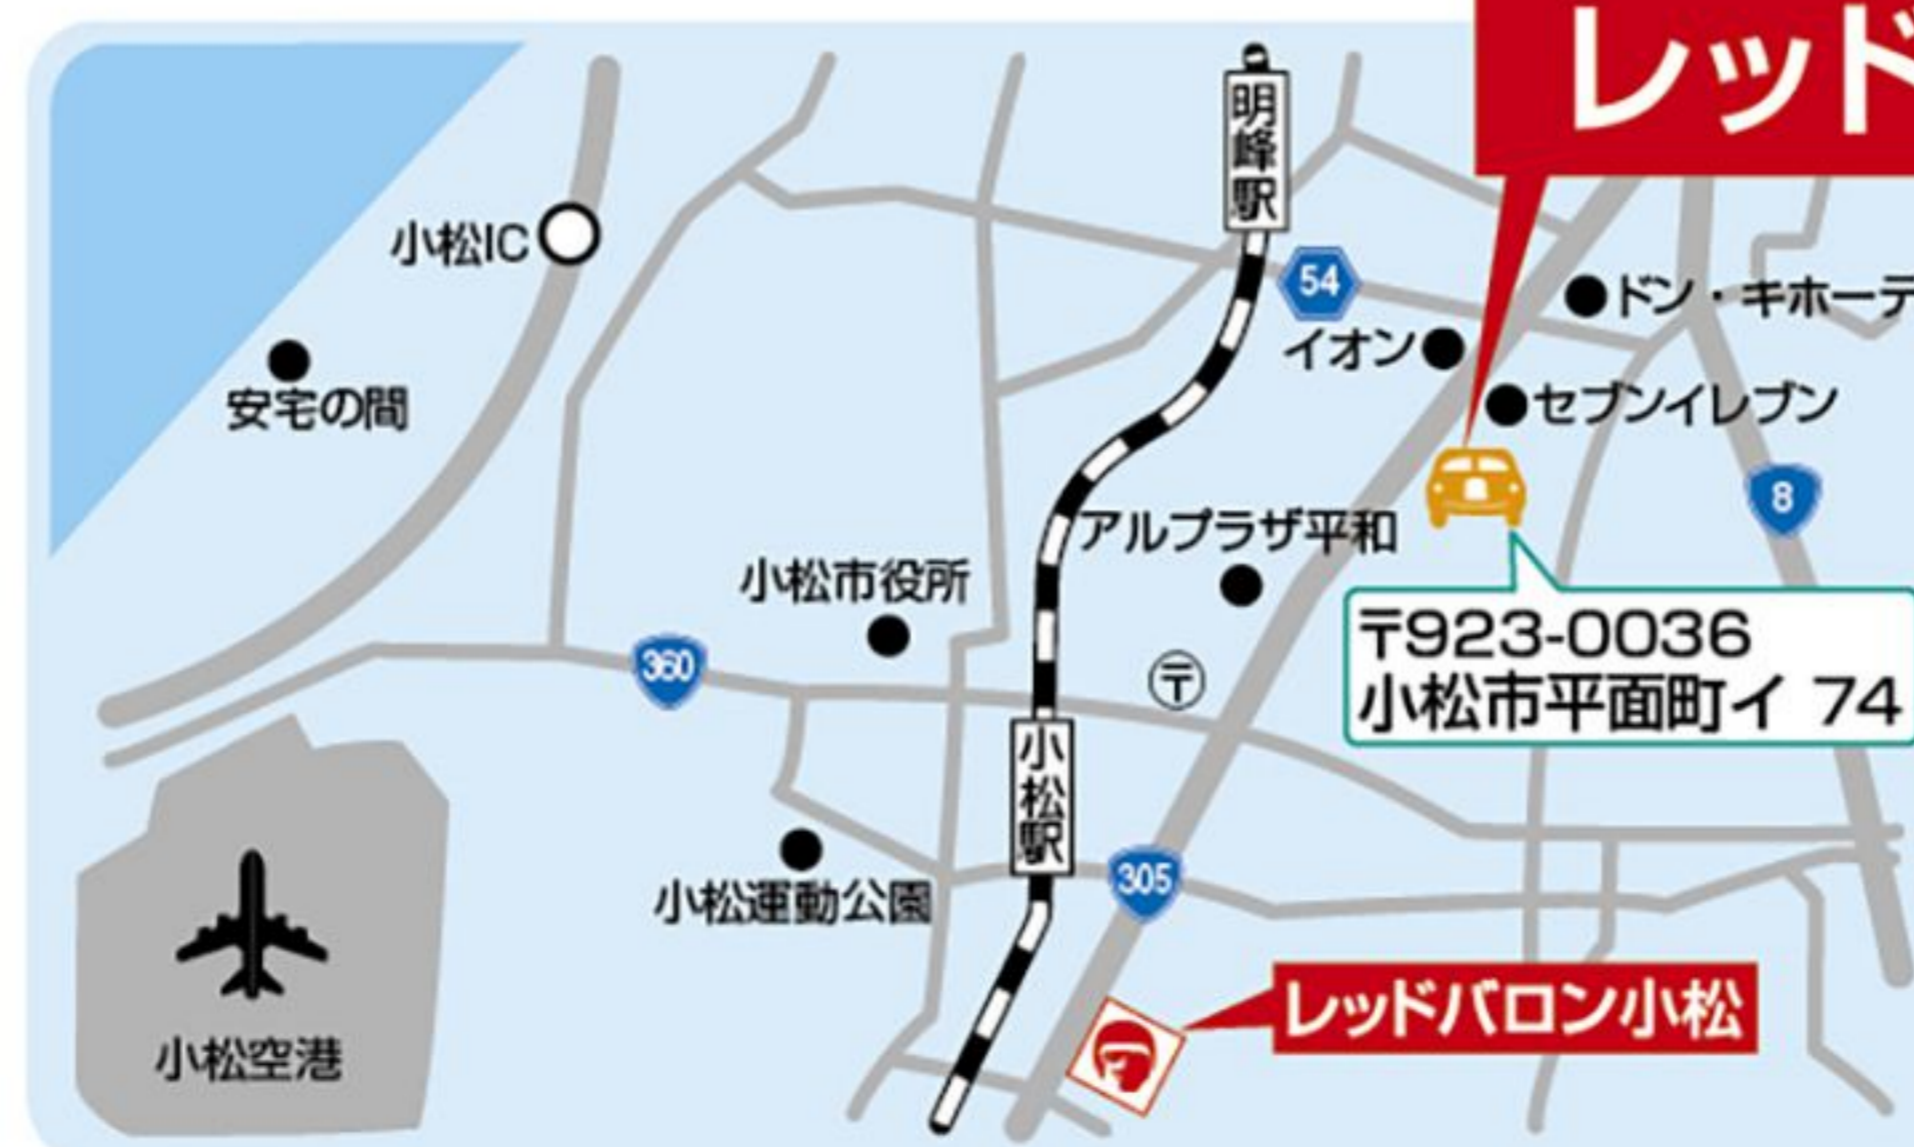 レッド
明峰駅
小松IC
54
ドン・キホーテ
イオン
安宅の間
セブンイレブン
8
アルプラザ平和
小松市役所
〒923-0036
小松市平面町イ 74
360
〒
小松駅
305
小松運動公園
レッドバロン小松
小松空港